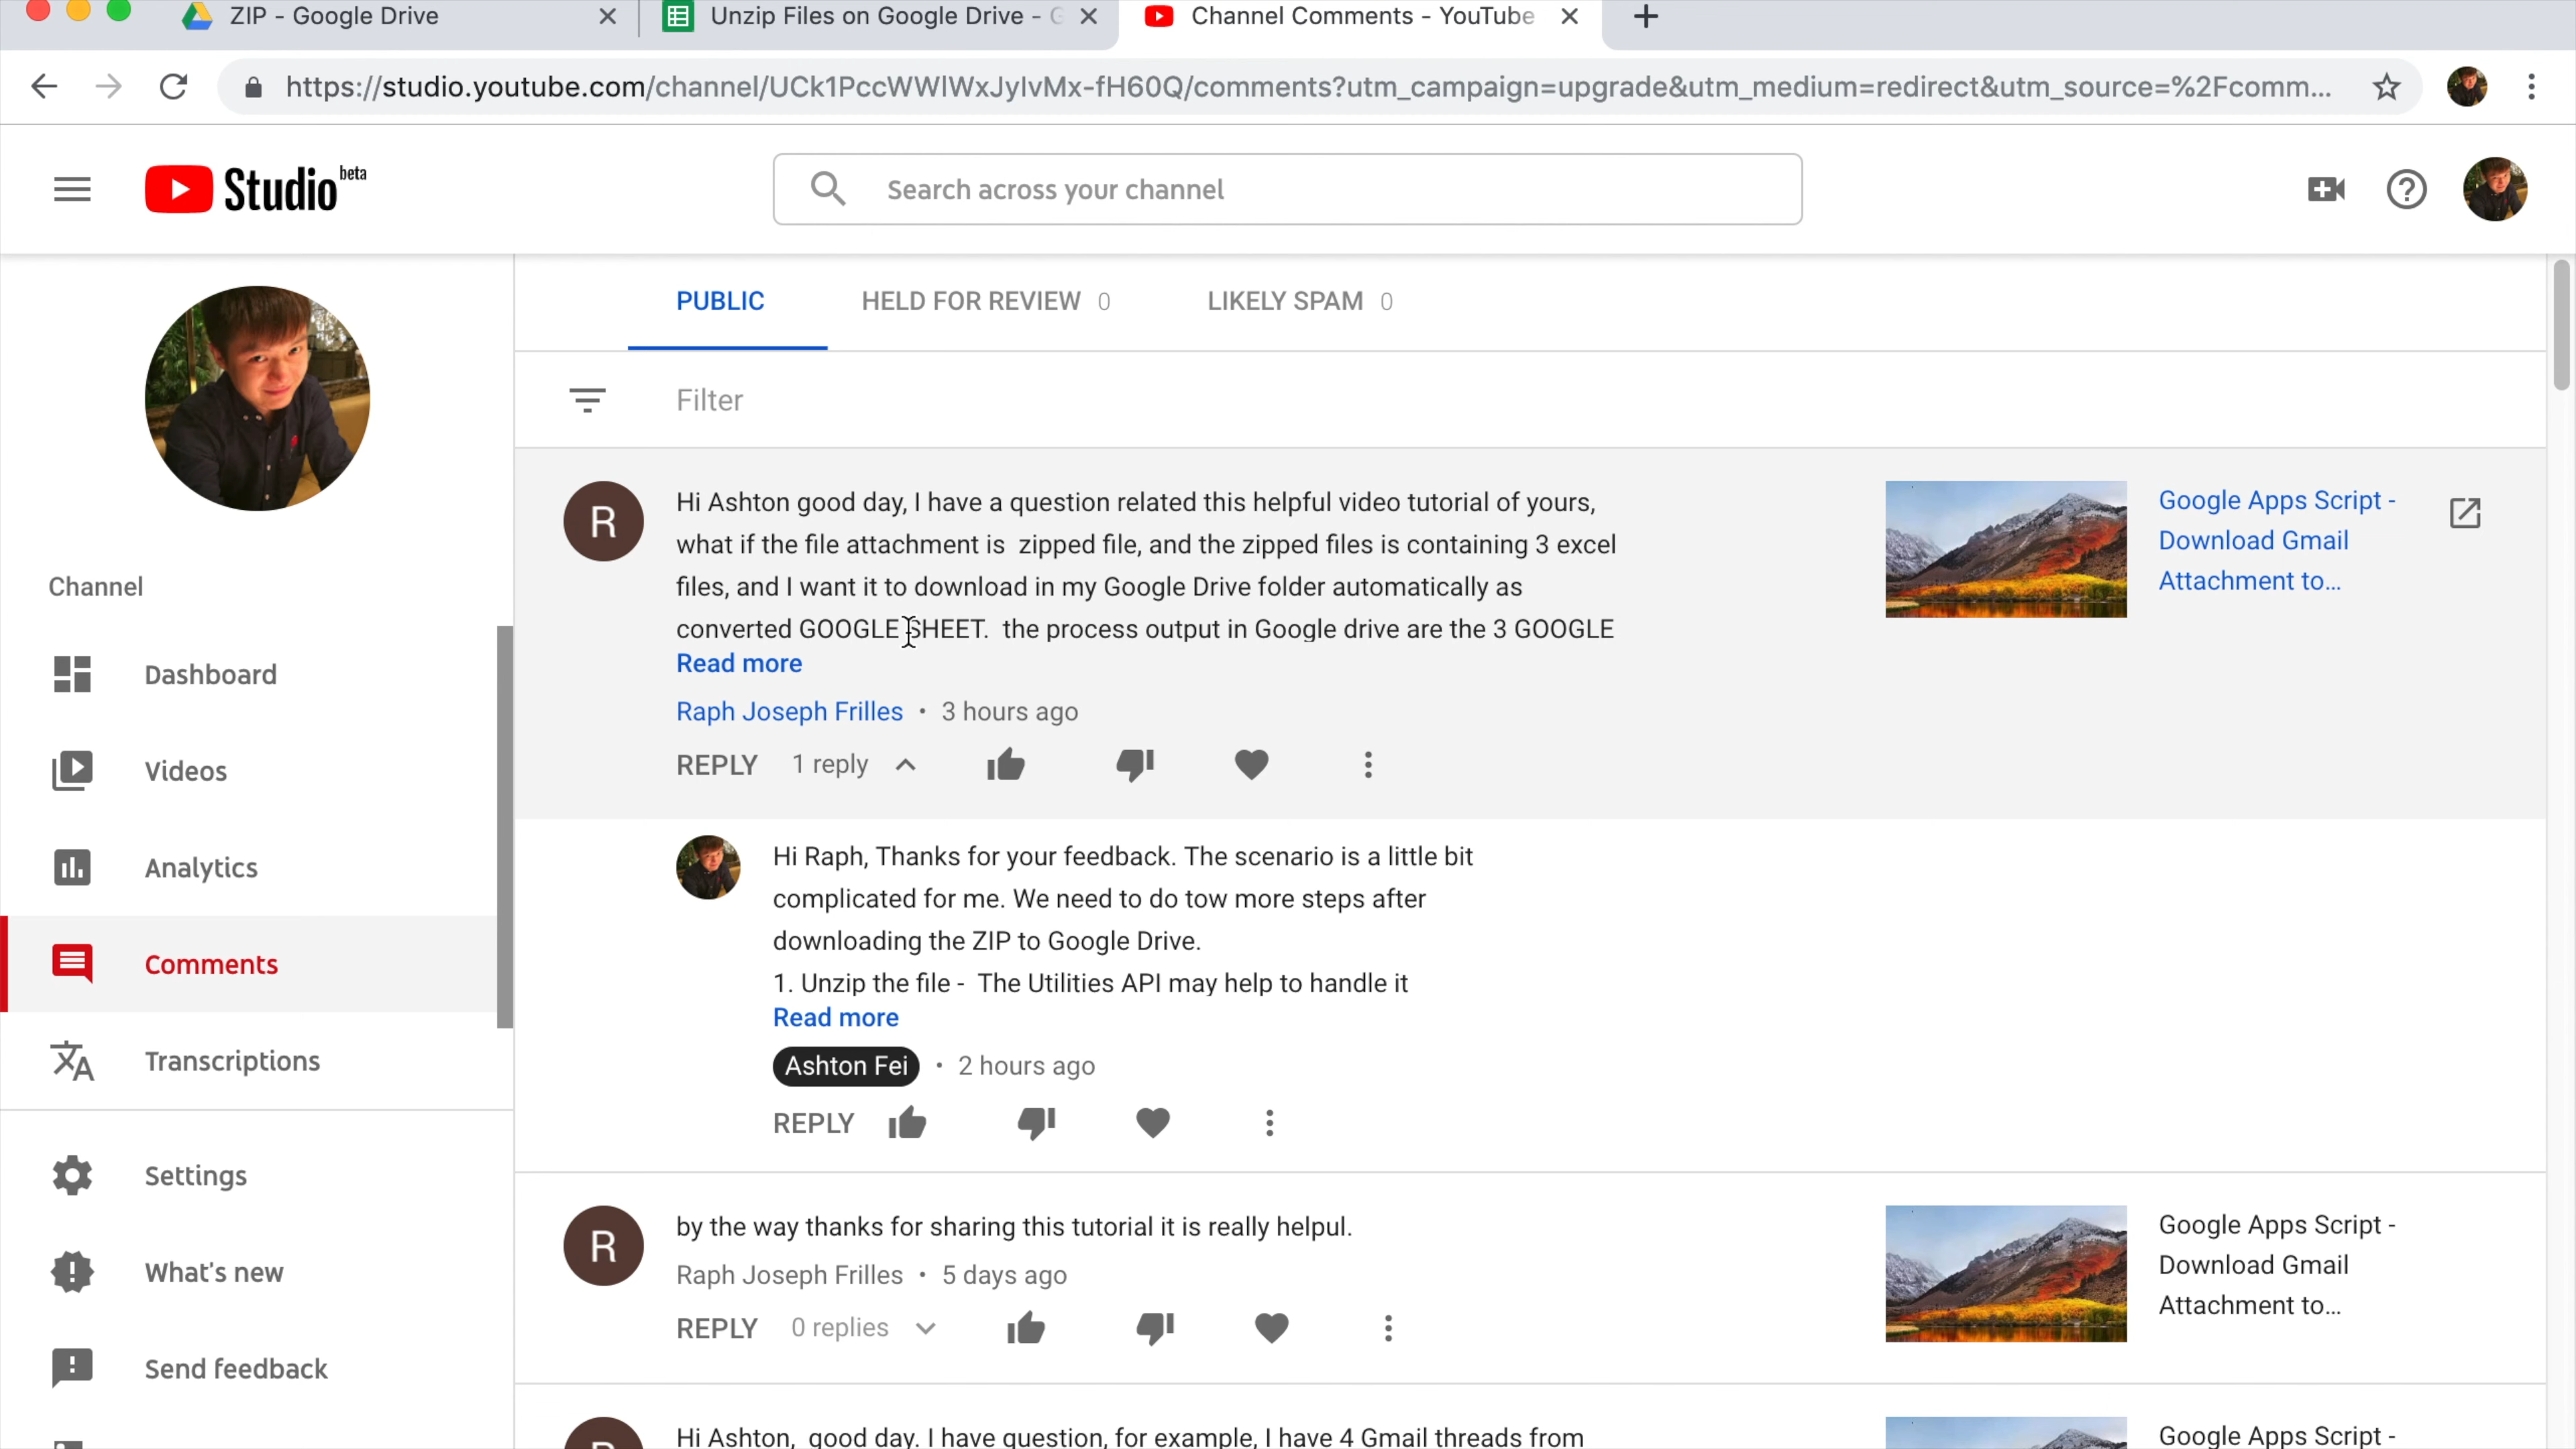 ZIP - Google Drive
Unzip Files on Google Drive - G
Channel Comments - YouTube
https://studio.youtube.com/channel/UCk1PccWWlWxJyIvMx-fH60Q/comments?utm_campaign=upgrade&utm_medium=redirect&utm_source=%2Fcomm...
Studio beta
Search across your channel
PUBLIC
HELD FOR REVIEW 0
LIKELY SPAM 0
Filter
Channel
Dashboard
Videos
Analytics
Comments
Transcriptions
Settings
What's new
Send feedback
R
Hi Ashton good day, I have a question related this helpful video tutorial of yours,
what if the file attachment is  zipped file, and the zipped files is containing 3 excel
files, and I want it to download in my Google Drive folder automatically as
converted GOOGLE SHEET.  the process output in Google drive are the 3 GOOGLE
Read more
Raph Joseph Frilles • 3 hours ago
REPLY 1 reply
Google Apps Script -
Download Gmail
Attachment to...
Hi Raph, Thanks for your feedback. The scenario is a little bit
complicated for me. We need to do tow more steps after
downloading the ZIP to Google Drive.
1. Unzip the file -  The Utilities API may help to handle it
Read more
Ashton Fei • 2 hours ago
REPLY
R
by the way thanks for sharing this tutorial it is really helpul.
Raph Joseph Frilles • 5 days ago
REPLY 0 replies
Google Apps Script -
Download Gmail
Attachment to...
Hi Ashton,  good day. I have question, for example, I have 4 Gmail threads from
Google Apps Script -